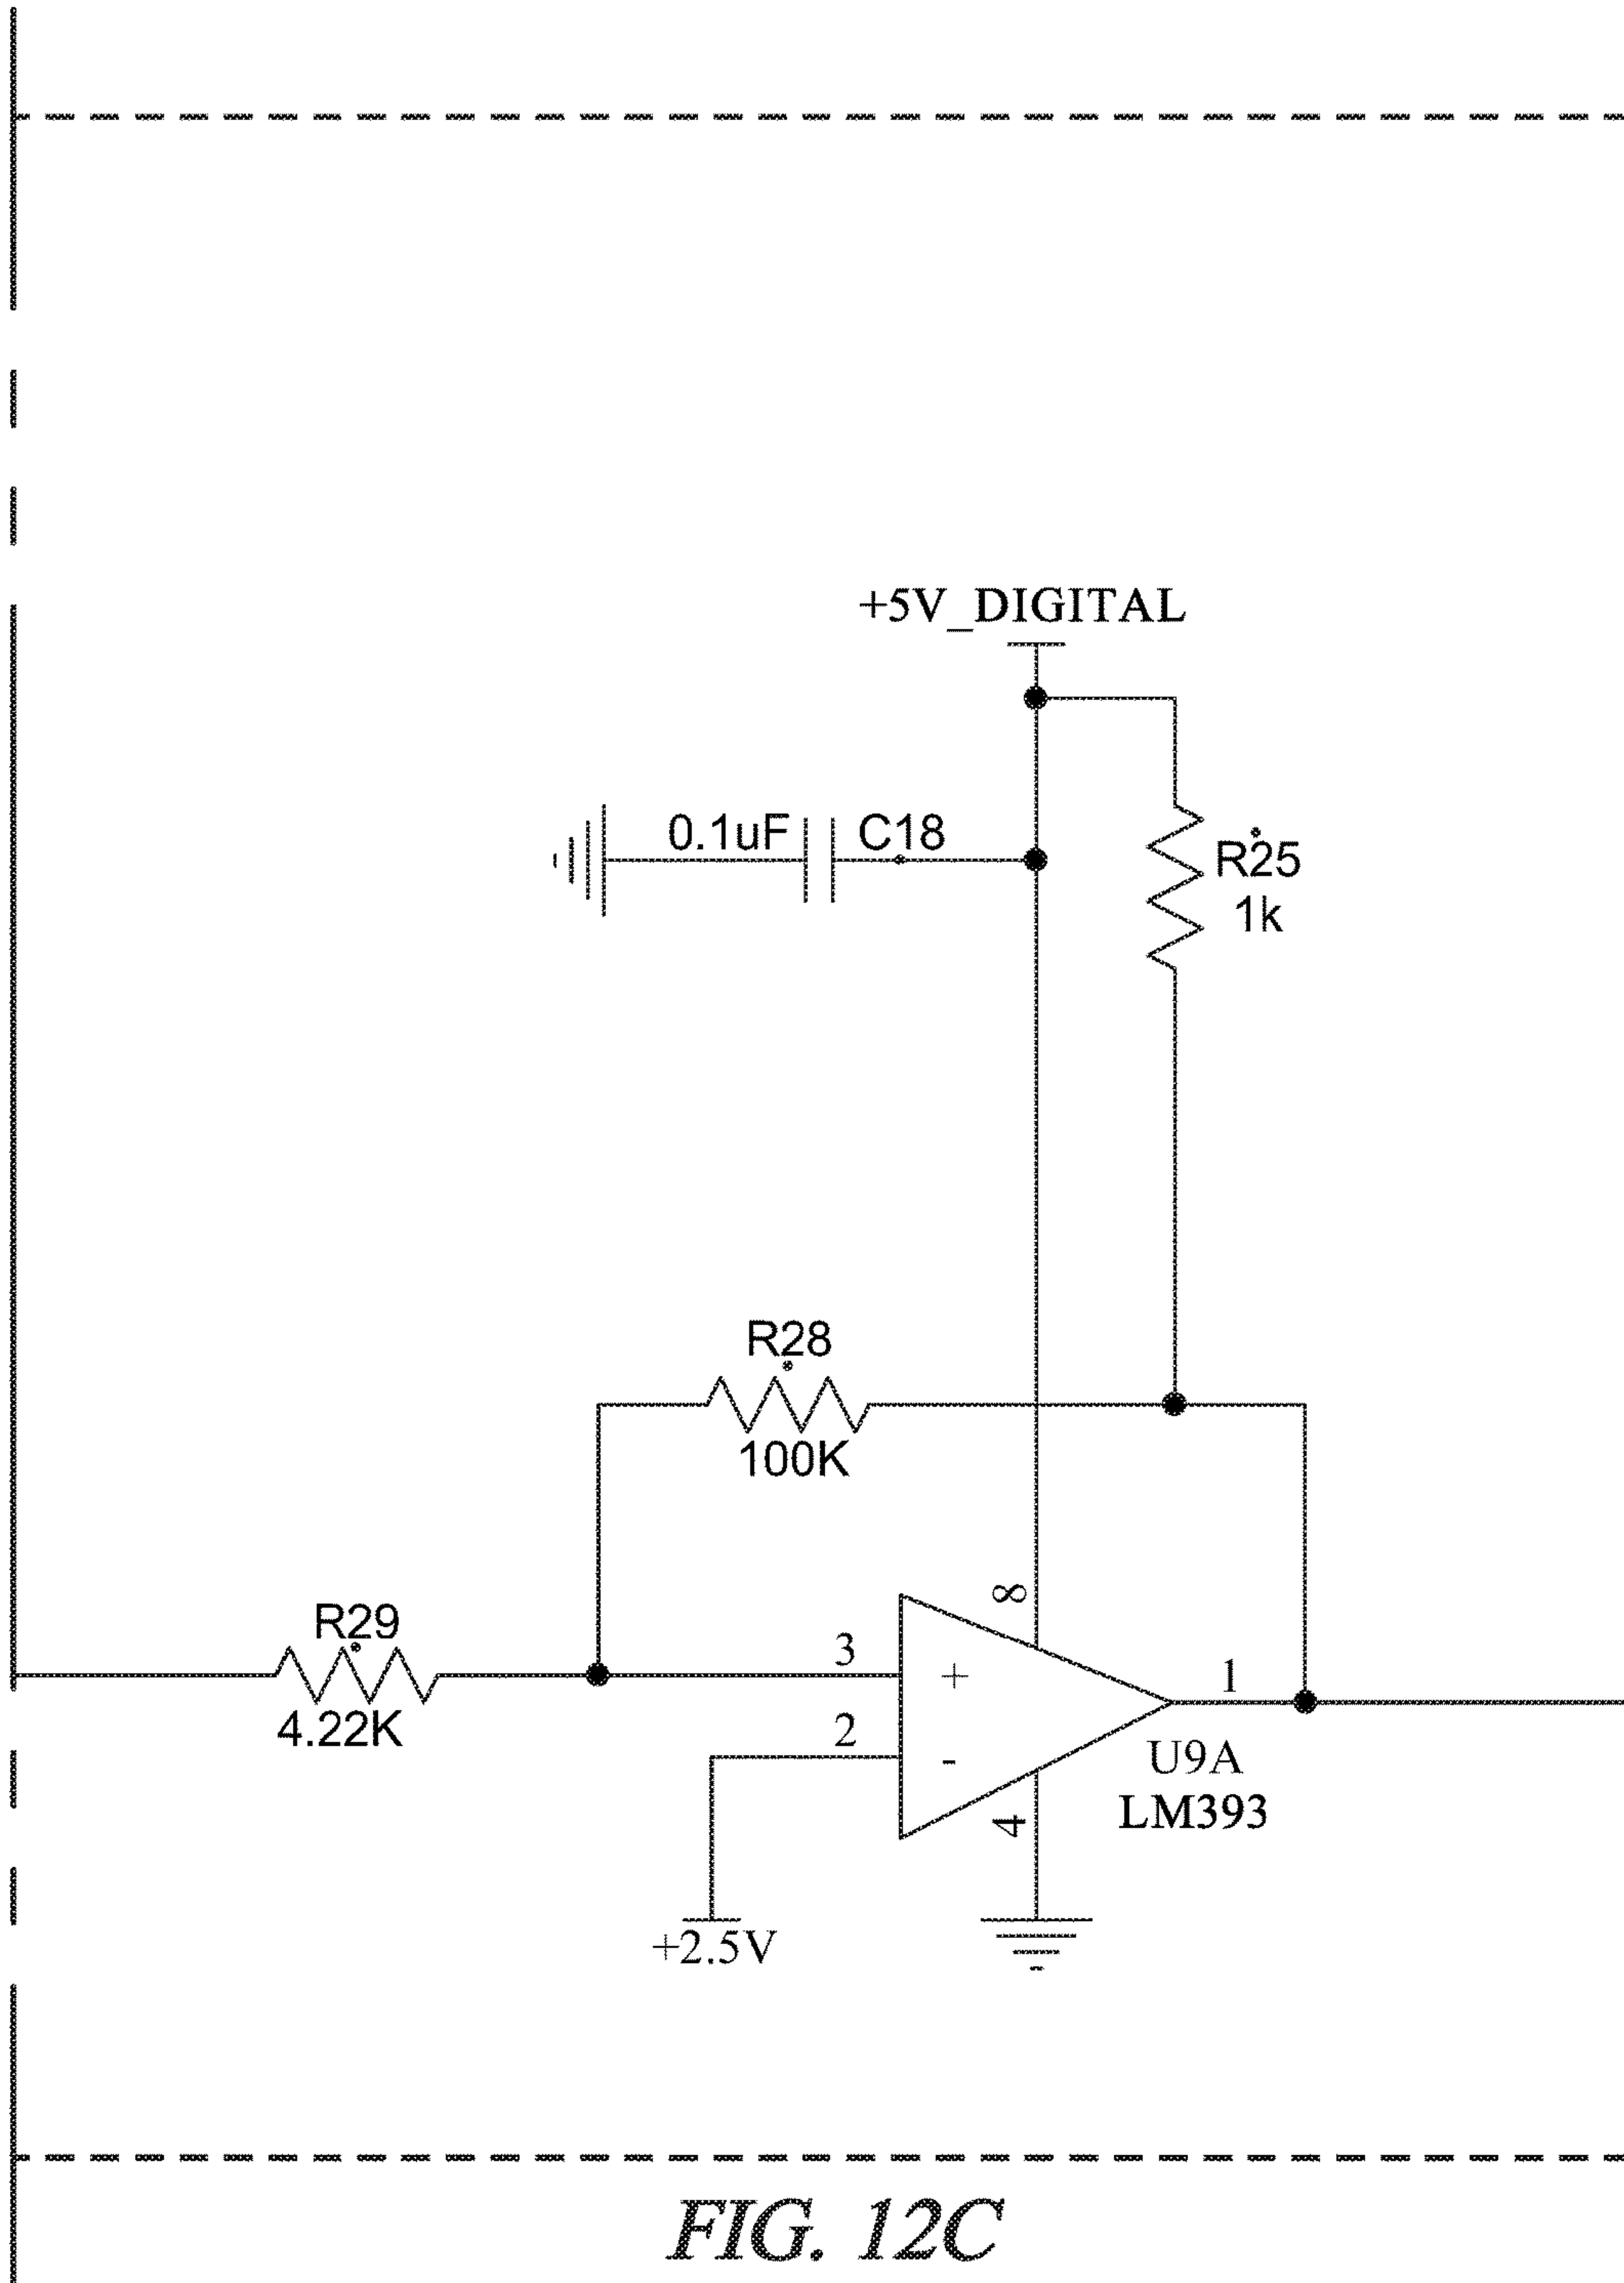 +5V_DIGITAL
0.1uF C18
R25
1k
R28
100K
8
R29
3
+
1
4.22K
2
-
U9A
4
LM393
+2.5V
FIG. 12C